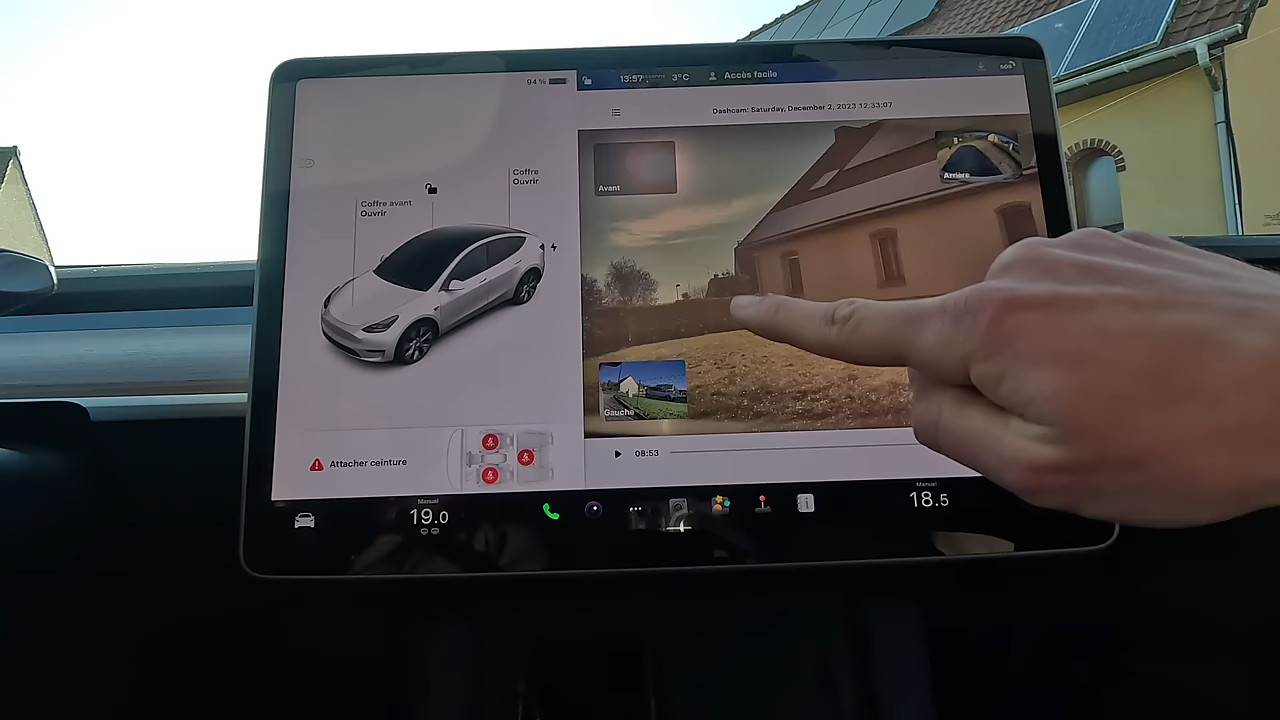 94 %
13:57
3°C
Accès facile
SOS
Dashcam: Saturday, December 2, 2023 12:33:07
Avant
Arrière
Coffre
Ouvrir
Coffre avant
Ouvrir
Gauche
Attacher ceinture
08:53
Manuel
19.0
Manuel
18.5